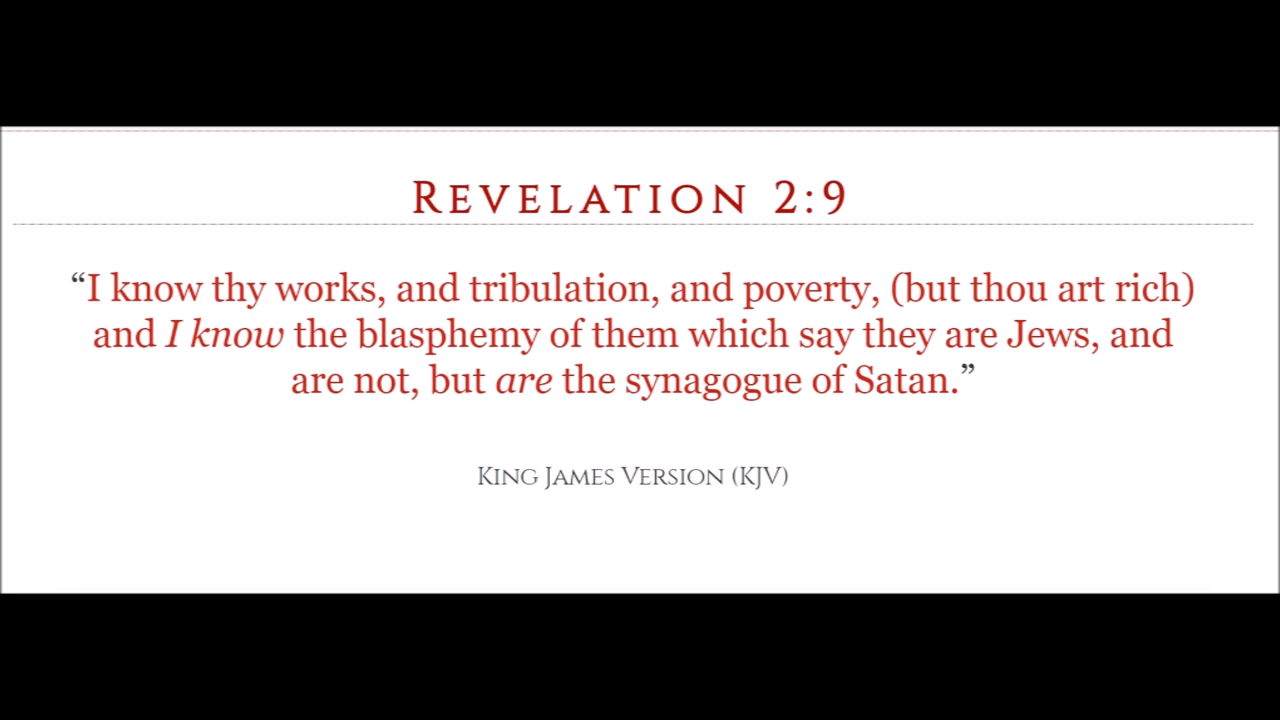 Revelation 2:9
“I know thy works, and tribulation, and poverty, (but thou art rich)
and I know the blasphemy of them which say they are Jews, and
are not, but are the synagogue of Satan.”
King James Version (KJV)